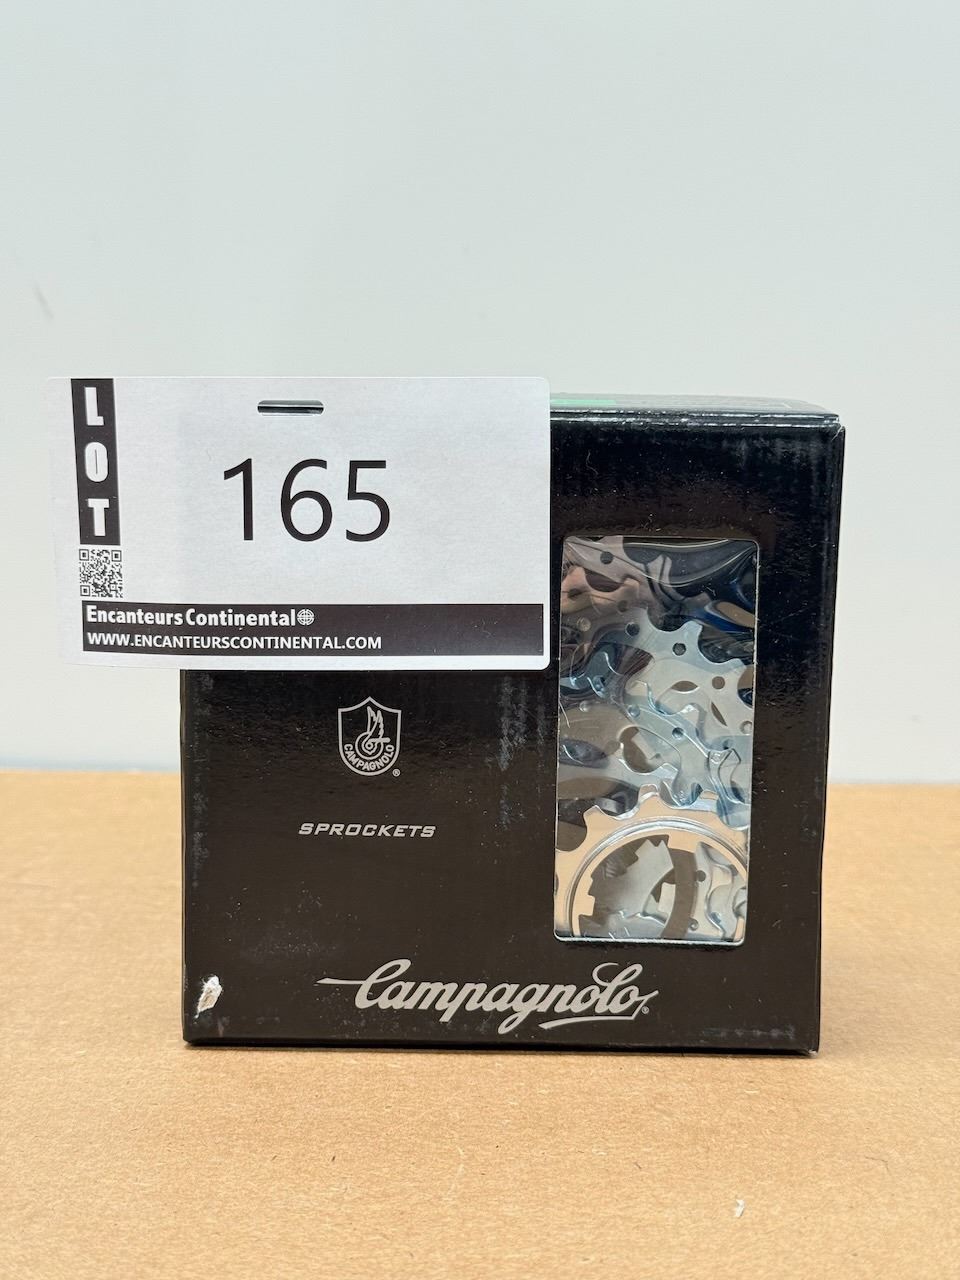 LOT
165
Encanteurs Continental
WWW.ENCANTEURSCONTINENTAL.COM
CAMPAGNOLO
®
SPROCKETS
Campagnolo®